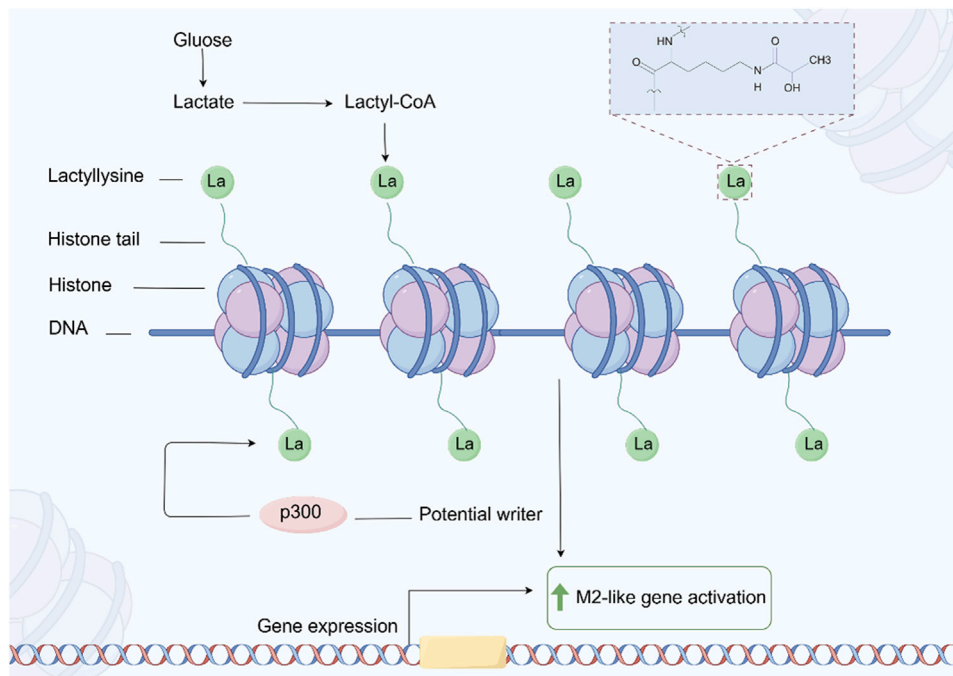 Gluose
Lactate
Lactyl-CoA
HN
O
N
H
O
OH
CH3
Lactyllysine
La
La
La
La
Histone tail
Histone
DNA
La
La
La
La
p300
Potential writer
M2-like gene activation
Gene expression